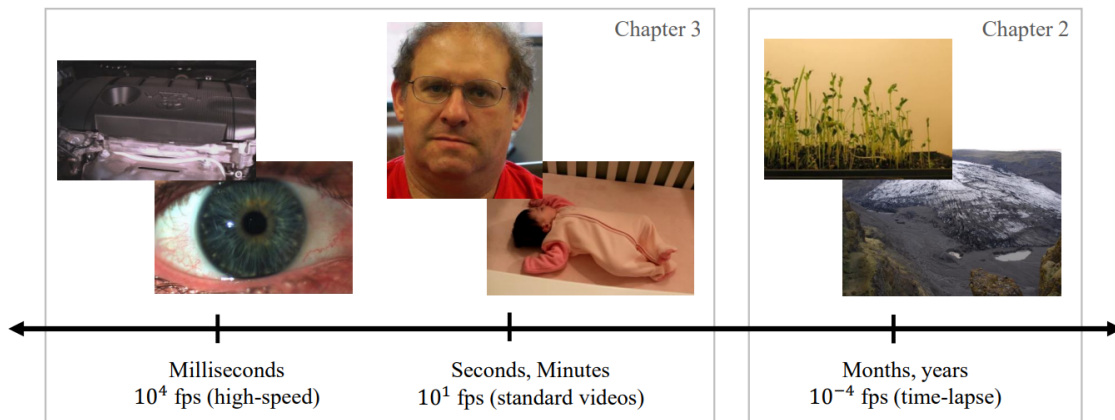 Chapter 3
Chapter 2
Milliseconds
10⁴ fps (high-speed)
Seconds, Minutes
10¹ fps (standard videos)
Months, years
10⁻⁴ fps (time-lapse)